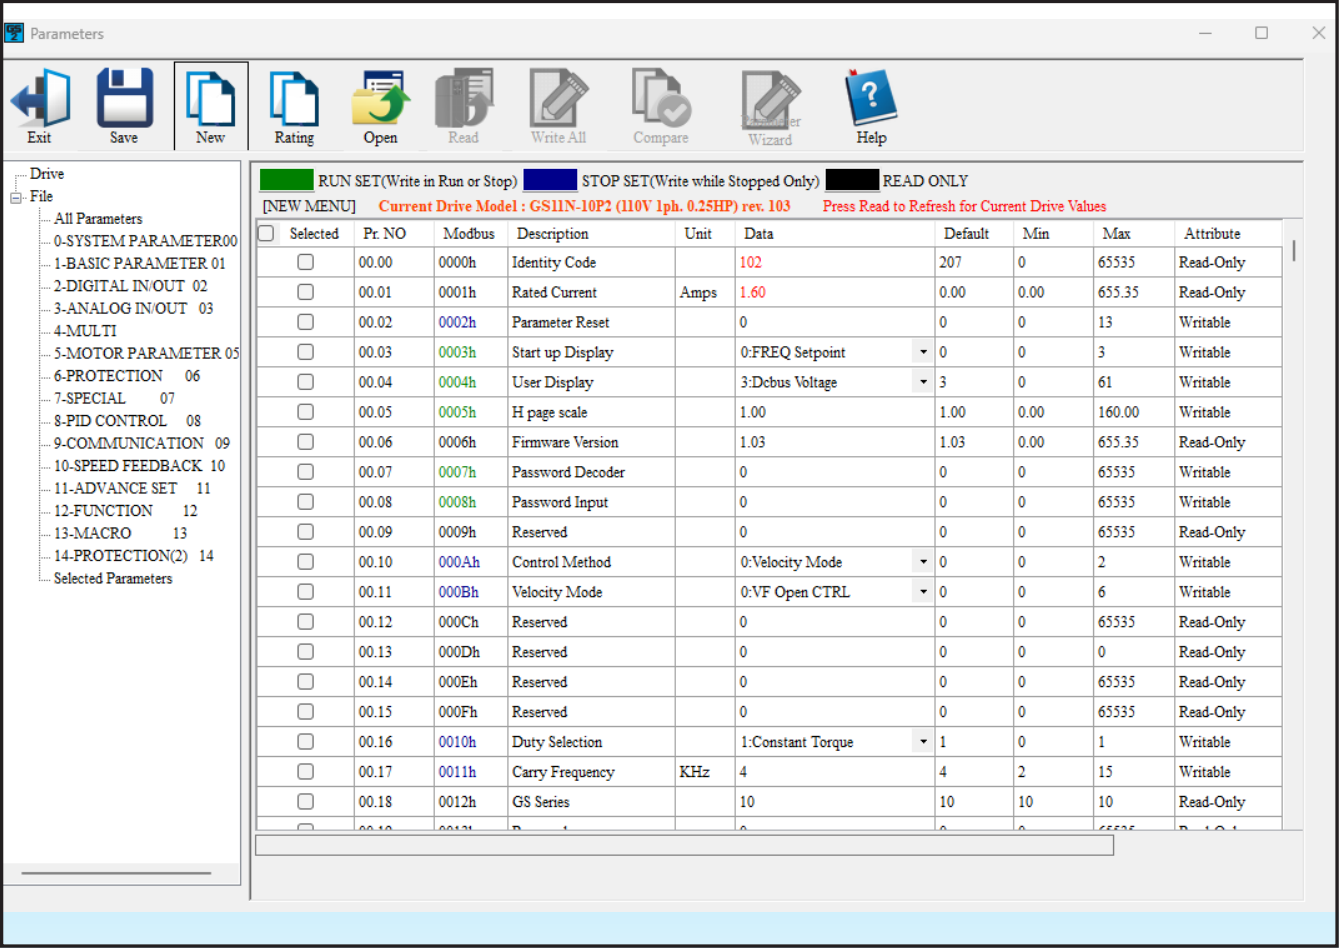 GS
2
Parameters
Exit Save New Rating Open Read Write All Compare Parameter Wizard Help
Drive
File
All Parameters
0-SYSTEM PARAMETER00
1-BASIC PARAMETER 01
2-DIGITAL IN/OUT 02
3-ANALOG IN/OUT 03
4-MULTI
5-MOTOR PARAMETER 05
6-PROTECTION 06
7-SPECIAL 07
8-PID CONTROL 08
9-COMMUNICATION 09
10-SPEED FEEDBACK 10
11-ADVANCE SET 11
12-FUNCTION 12
13-MACRO 13
14-PROTECTION(2) 14
Selected Parameters
RUN SET(Write in Run or Stop) STOP SET(Write while Stopped Only) READ ONLY
[NEW MENU] Current Drive Model : GS11N-10P2 (110V 1ph. 0.25HP) rev. 103 Press Read to Refresh for Current Drive Values
Selected Pr. NO Modbus Description Unit Data Default Min Max Attribute
00.00 0000h Identity Code 102 207 0 65535 Read-Only
00.01 0001h Rated Current Amps 1.60 0.00 0.00 655.35 Read-Only
00.02 0002h Parameter Reset 0 0 0 13 Writable
00.03 0003h Start up Display 0:FREQ Setpoint 0 0 3 Writable
00.04 0004h User Display 3:Dcbus Voltage 3 0 61 Writable
00.05 0005h H page scale 1.00 1.00 0.00 160.00 Writable
00.06 0006h Firmware Version 1.03 1.03 0.00 655.35 Read-Only
00.07 0007h Password Decoder 0 0 0 65535 Writable
00.08 0008h Password Input 0 0 0 65535 Writable
00.09 0009h Reserved 0 0 0 65535 Read-Only
00.10 000Ah Control Method 0:Velocity Mode 0 0 2 Writable
00.11 000Bh Velocity Mode 0:VF Open CTRL 0 0 6 Writable
00.12 000Ch Reserved 0 0 0 65535 Read-Only
00.13 000Dh Reserved 0 0 0 0 Read-Only
00.14 000Eh Reserved 0 0 0 65535 Read-Only
00.15 000Fh Reserved 0 0 0 65535 Read-Only
00.16 0010h Duty Selection 1:Constant Torque 1 0 1 Writable
00.17 0011h Carry Frequency KHz 4 4 2 15 Writable
00.18 0012h GS Series 10 10 10 10 Read-Only